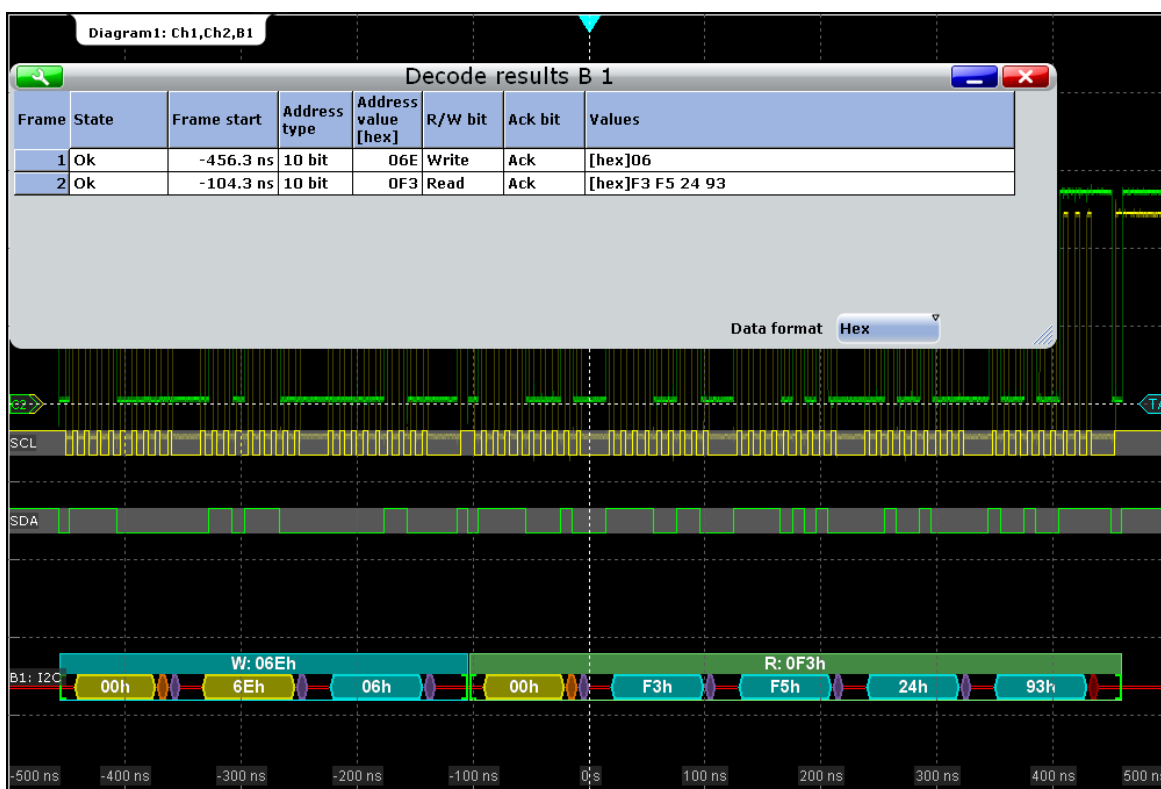 Diagram1: Ch1,Ch2,B1
Decode results B 1
Frame State Frame start Address type Address value [hex] R/W bit Ack bit Values
1 Ok -456.3 ns 10 bit 06E Write Ack [hex]06
2 Ok -104.3 ns 10 bit 0F3 Read Ack [hex]F3 F5 24 93
Data format Hex
C2
TA
SCL
SDA
W: 06Eh R: 0F3h
B1: I2C 00h 6Eh 06h 00h F3h F5h 24h 93h
-500 ns -400 ns -300 ns -200 ns -100 ns 0 s 100 ns 200 ns 300 ns 400 ns 500 n